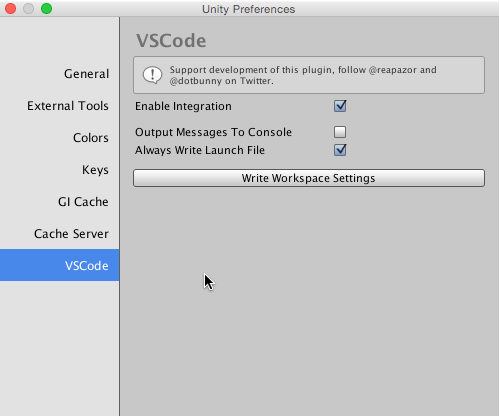 Unity Preferences
General
External Tools
Colors
Keys
GI Cache
Cache Server
VSCode
VSCode
Support development of this plugin, follow @reapazor and
@dotbunny on Twitter.
Enable Integration
Output Messages To Console
Always Write Launch File
Write Workspace Settings